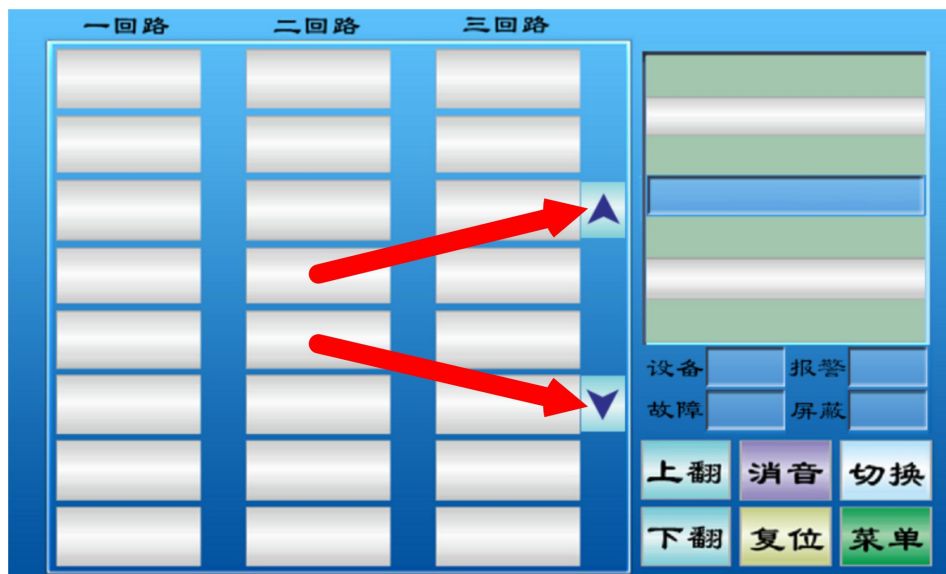 一回路 二回路 三回路
设备 报警
故障 屏蔽
上翻 消音 切换
下翻 复位 菜单